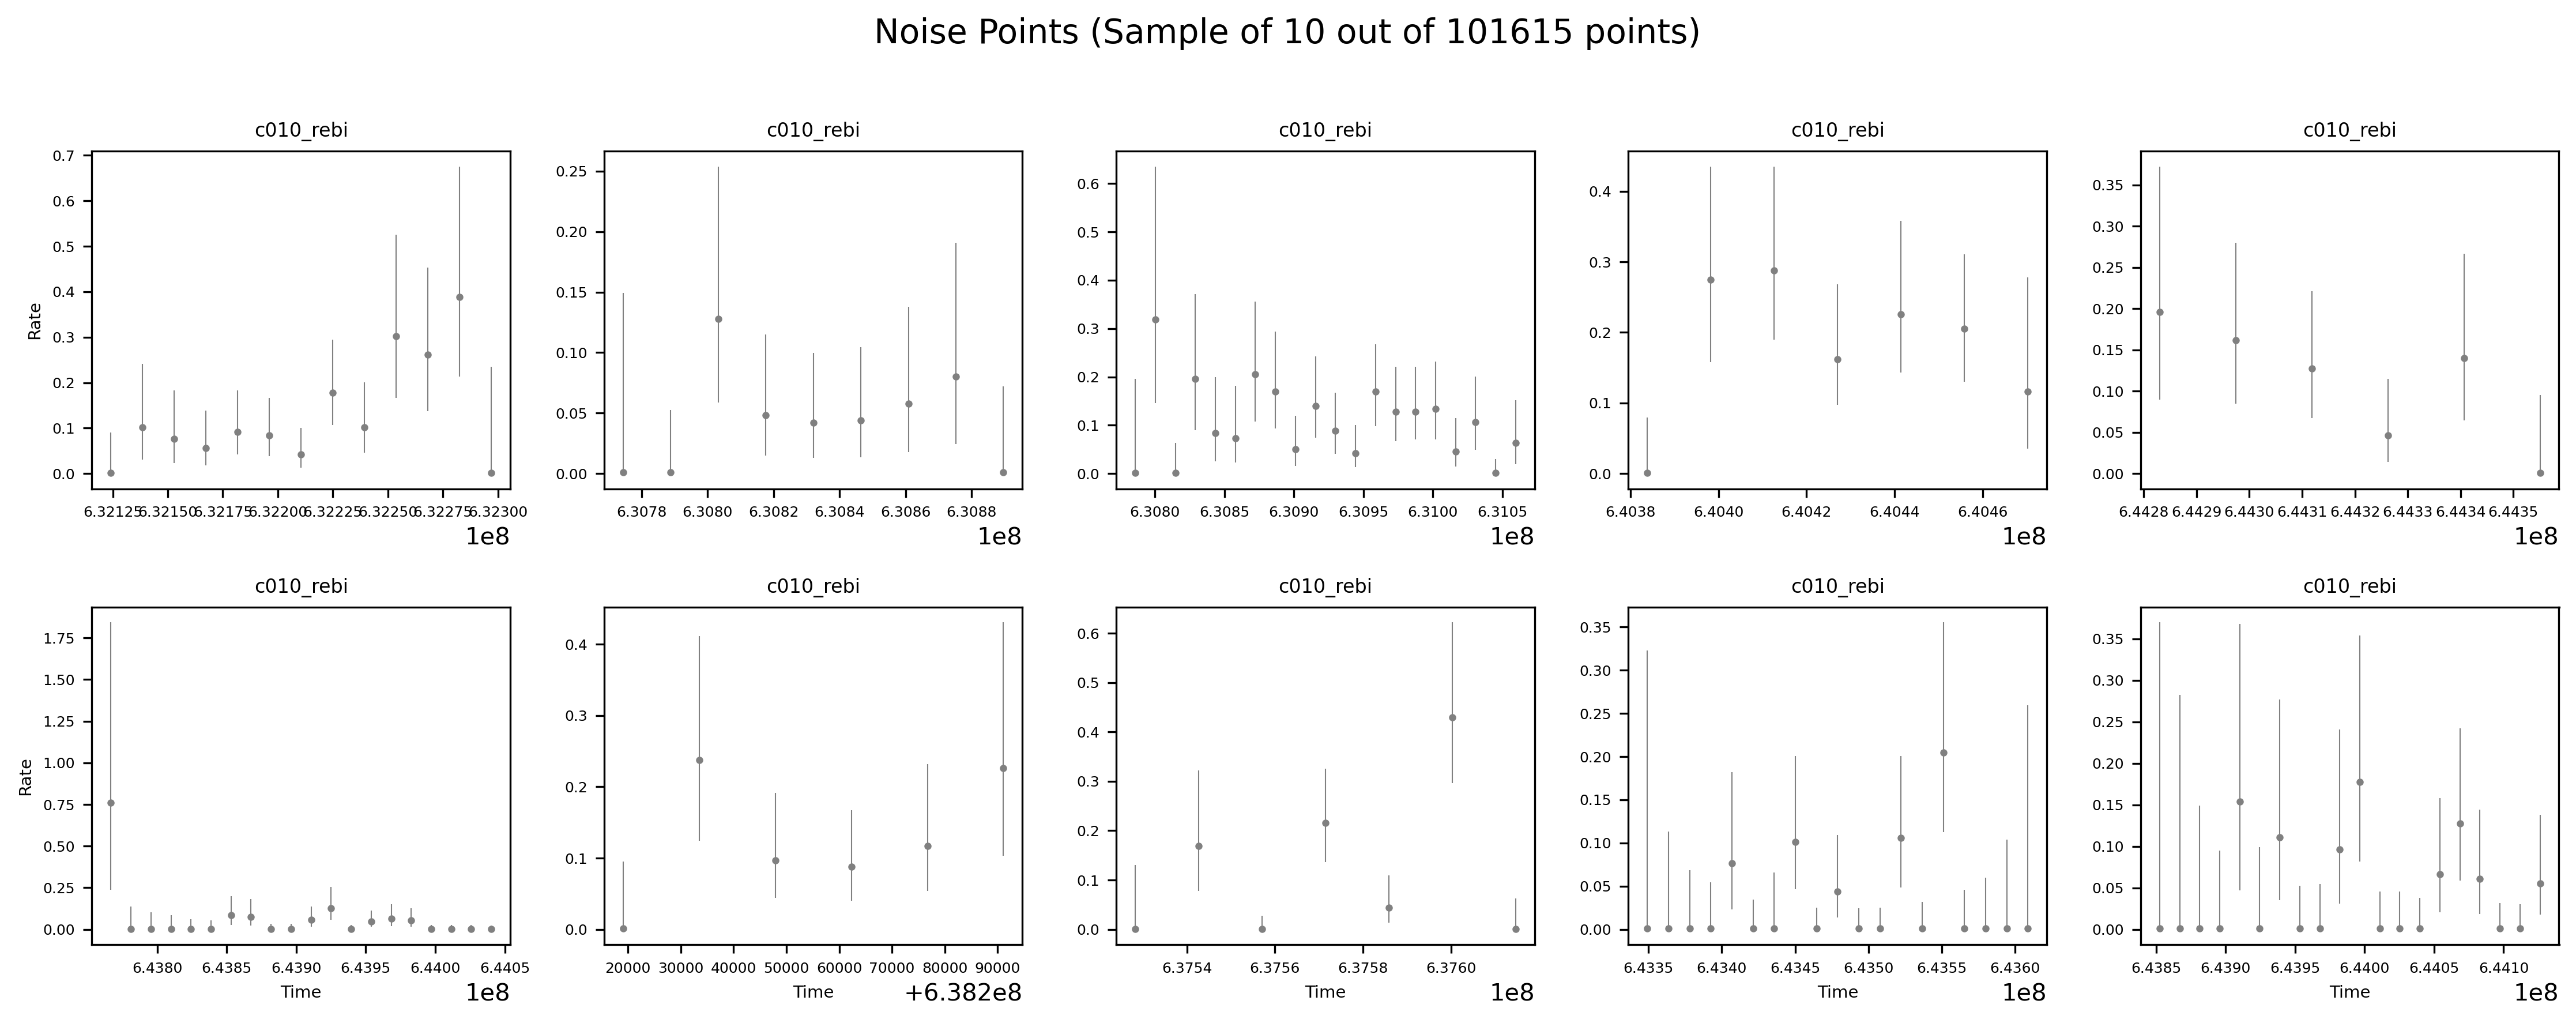 Noise Points (Sample of 10 out of 101615 points)
c010_rebi c010_rebi c010_rebi c010_rebi c010_rebi
0.7
0.6
0.5
0.4
0.3
0.2
0.1
0.0
Rate
6.32125 6.32150 6.32175 6.32200 6.32225 6.32250 6.32275 6.32300
1e8
0.25
0.20
0.15
0.10
0.05
0.00
6.3078 6.3080 6.3082 6.3084 6.3086 6.3088
1e8
0.6
0.5
0.4
0.3
0.2
0.1
0.0
6.3080 6.3085 6.3090 6.3095 6.3100 6.3105
1e8
0.4
0.3
0.2
0.1
0.0
6.4038 6.4040 6.4042 6.4044 6.4046
1e8
0.35
0.30
0.25
0.20
0.15
0.10
0.05
0.00
6.4428 6.4429 6.4430 6.4431 6.4432 6.4433 6.4434 6.4435
1e8
c010_rebi c010_rebi c010_rebi c010_rebi c010_rebi
1.75
1.50
1.25
1.00
0.75
0.50
0.25
0.00
Rate
6.4380 6.4385 6.4390 6.4395 6.4400 6.4405
Time
1e8
0.4
0.3
0.2
0.1
0.0
20000 30000 40000 50000 60000 70000 80000 90000
Time
+6.382e8
0.6
0.5
0.4
0.3
0.2
0.1
0.0
6.3754 6.3756 6.3758 6.3760
Time
1e8
0.35
0.30
0.25
0.20
0.15
0.10
0.05
0.00
6.4335 6.4340 6.4345 6.4350 6.4355 6.4360
Time
1e8
0.35
0.30
0.25
0.20
0.15
0.10
0.05
0.00
6.4385 6.4390 6.4395 6.4400 6.4405 6.4410
Time
1e8